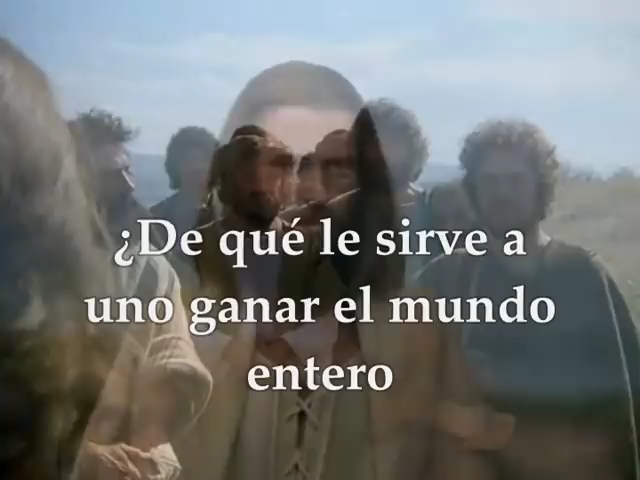 ¿De qué le sirve a
uno ganar el mundo
entero